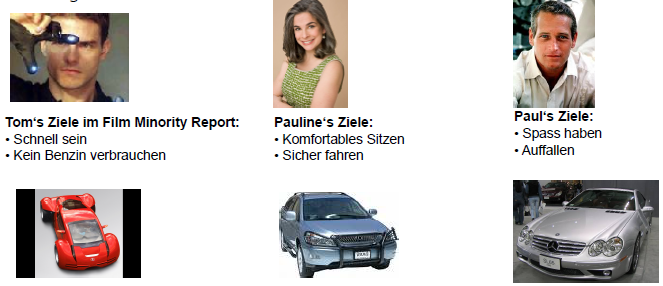 Tom‘s Ziele im Film Minority Report:
• Schnell sein
• Kein Benzin verbrauchen
Pauline‘s Ziele:
• Komfortables Sitzen
• Sicher fahren
Paul‘s Ziele:
• Spass haben
• Auffallen